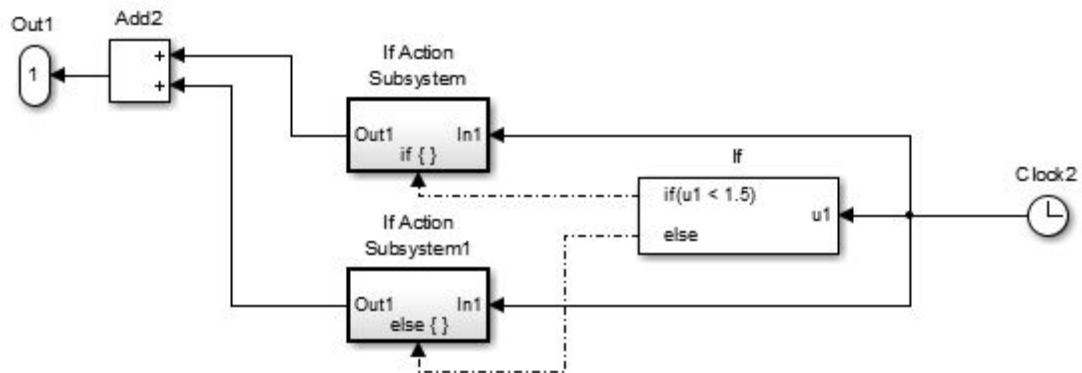 Out1
1
Add2
+
+
If Action
Subsystem
Out1
In1
if { }
If
if(u1 < 1.5)
else
u1
Clock2
If Action
Subsystem1
Out1
In1
else { }